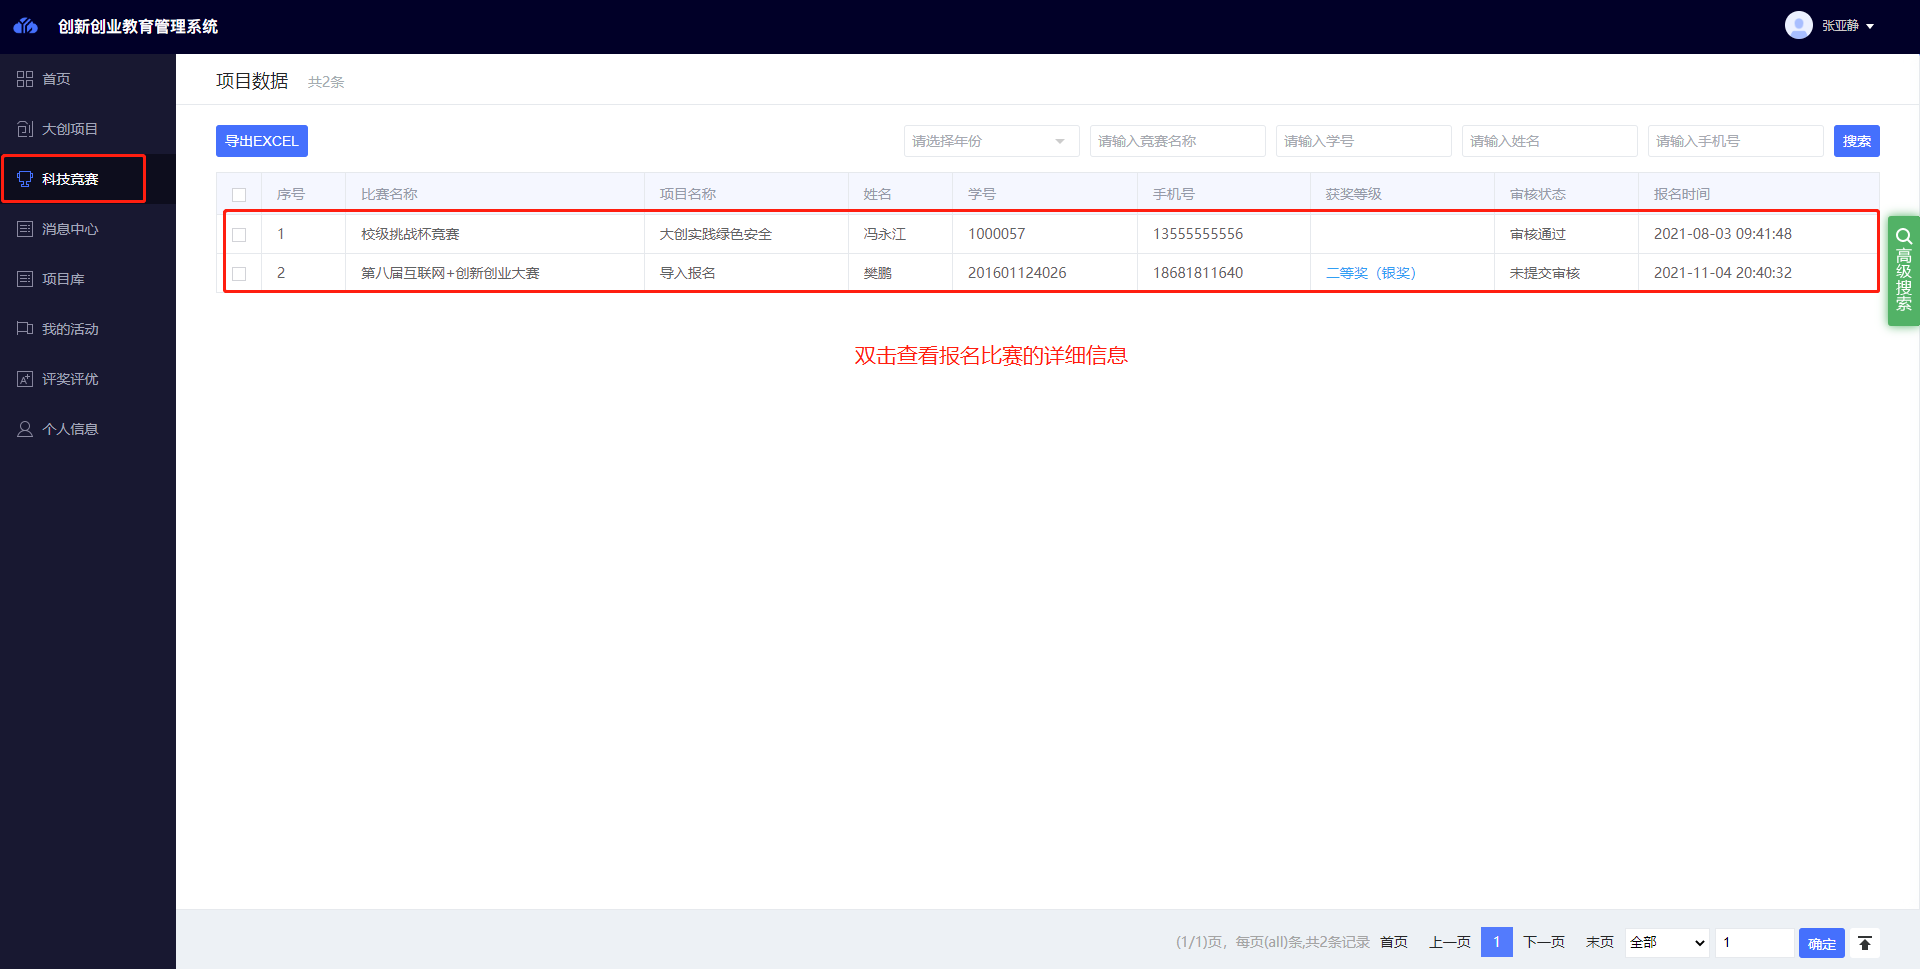 创新创业教育管理系统
张亚静
首页
大创项目
科技竞赛
消息中心
项目库
我的活动
评奖评优
个人信息
项目数据 共2条
导出EXCEL 请选择年份 请输入竞赛名称 请输入学号 请输入姓名 请输入手机号 搜索
序号 比赛名称 项目名称 姓名 学号 手机号 获奖等级 审核状态 报名时间
1 校级挑战杯竞赛 大创实践绿色安全 冯永江 1000057 13555555556 审核通过 2021-08-03 09:41:48
2 第八届互联网+创新创业大赛 导入报名 樊鹏 201601124026 18681811640 二等奖（银奖） 未提交审核 2021-11-04 20:40:32
高级搜索
双击查看报名比赛的详细信息
(1/1)页，每页(all)条,共2条记录 首页 上一页 1 下一页 末页 全部 1 确定